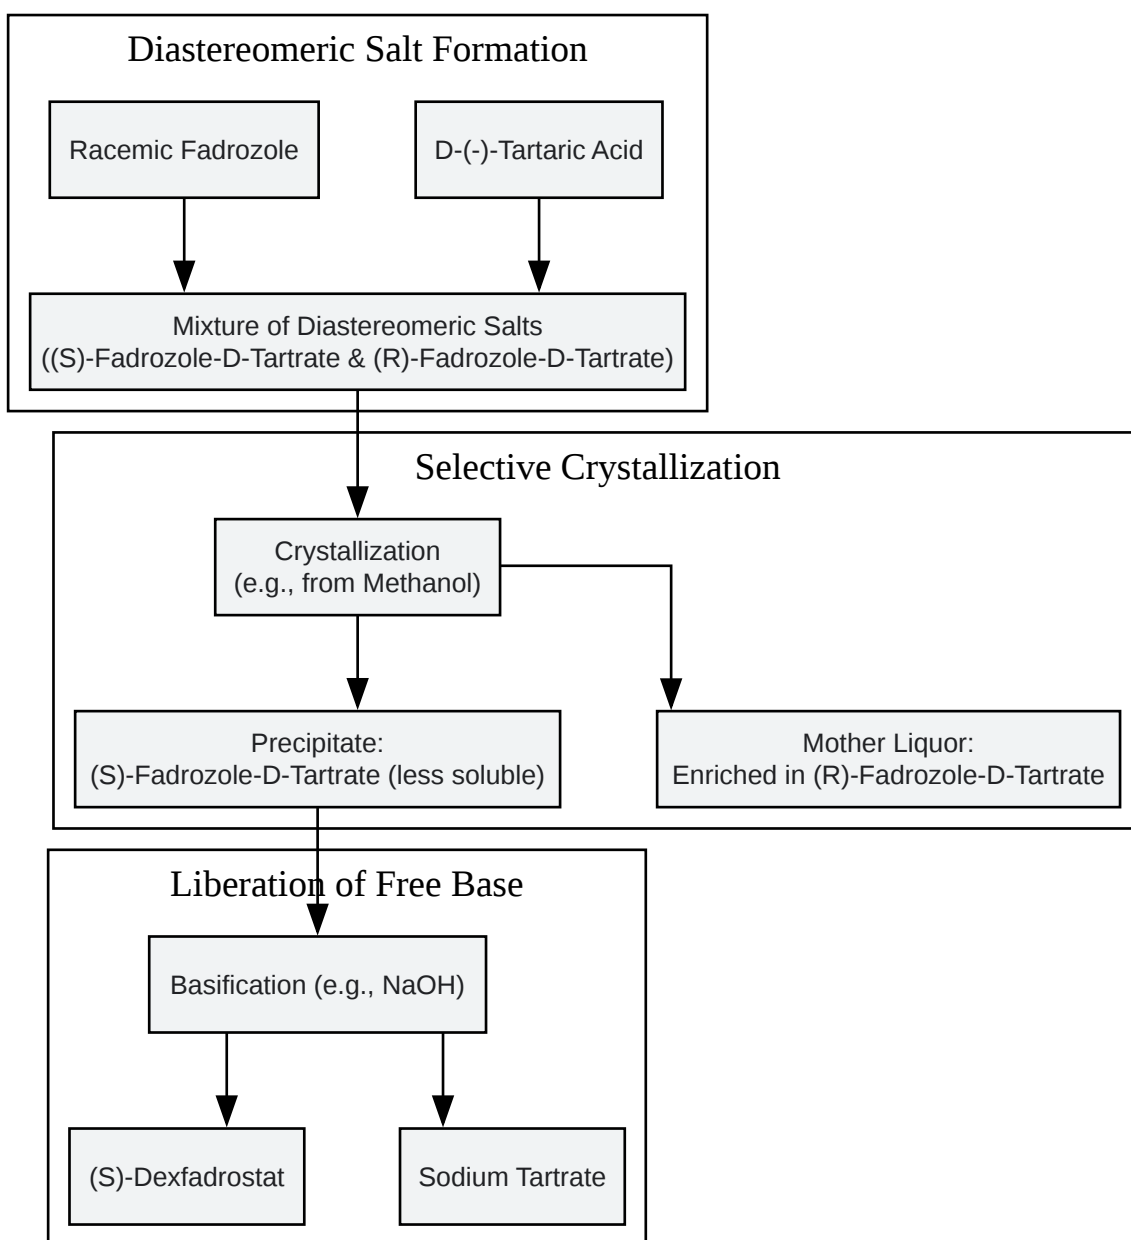 Diastereomeric Salt Formation
Racemic Fadrozole
D-(-)-Tartaric Acid
Mixture of Diastereomeric Salts
((S)-Fadrozole-D-Tartrate & (R)-Fadrozole-D-Tartrate)
Selective Crystallization
Crystallization
(e.g., from Methanol)
Precipitate:
(S)-Fadrozole-D-Tartrate (less soluble)
Mother Liquor:
Enriched in (R)-Fadrozole-D-Tartrate
Liberation of Free Base
Basification (e.g., NaOH)
(S)-Dexfadrostat
Sodium Tartrate